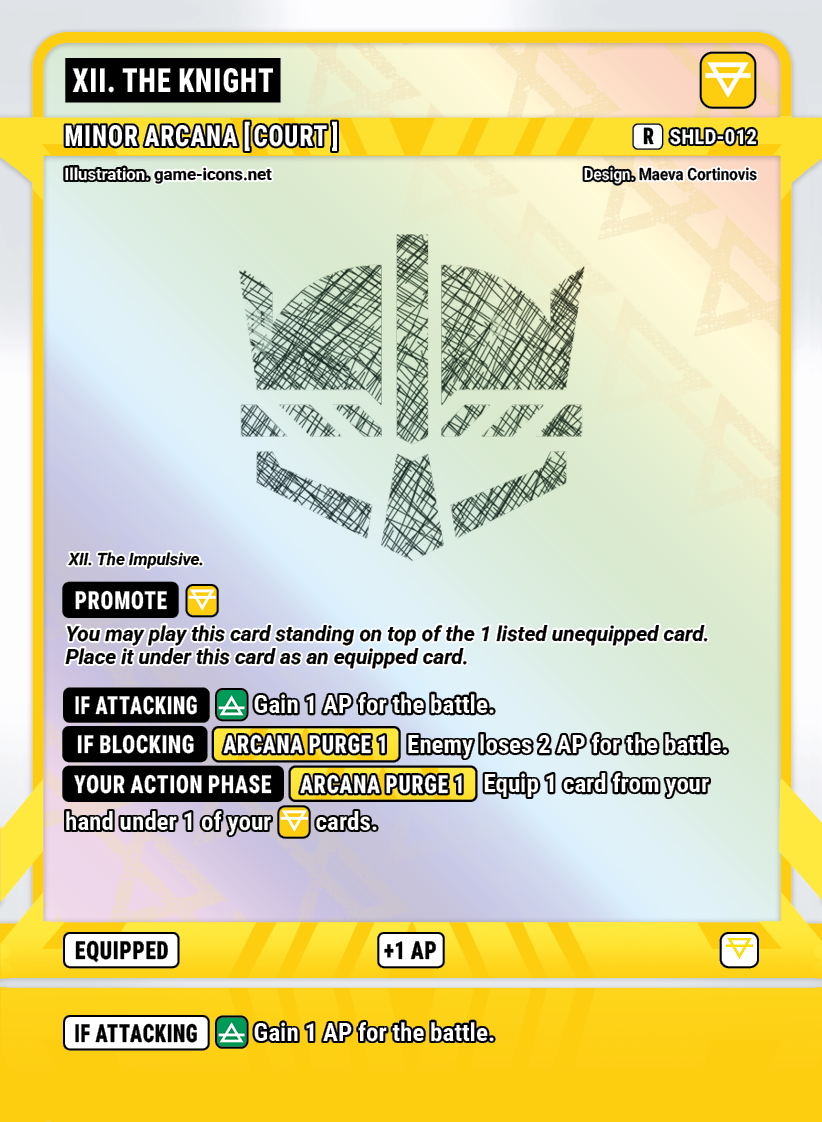 XII. THE KNIGHT
MINOR ARCANA [COURT]
R SHLD-012
Illustration. game-icons.net
Design. Maeva Cortinovis
XII. The Impulsive.
PROMOTE
You may play this card standing on top of the 1 listed unequipped card.
Place it under this card as an equipped card.
IF ATTACKING Gain 1 AP for the battle.
IF BLOCKING ARCANA PURGE 1 Enemy loses 2 AP for the battle.
YOUR ACTION PHASE ARCANA PURGE 1 Equip 1 card from your
hand under 1 of your cards.
EQUIPPED
+1 AP
IF ATTACKING Gain 1 AP for the battle.